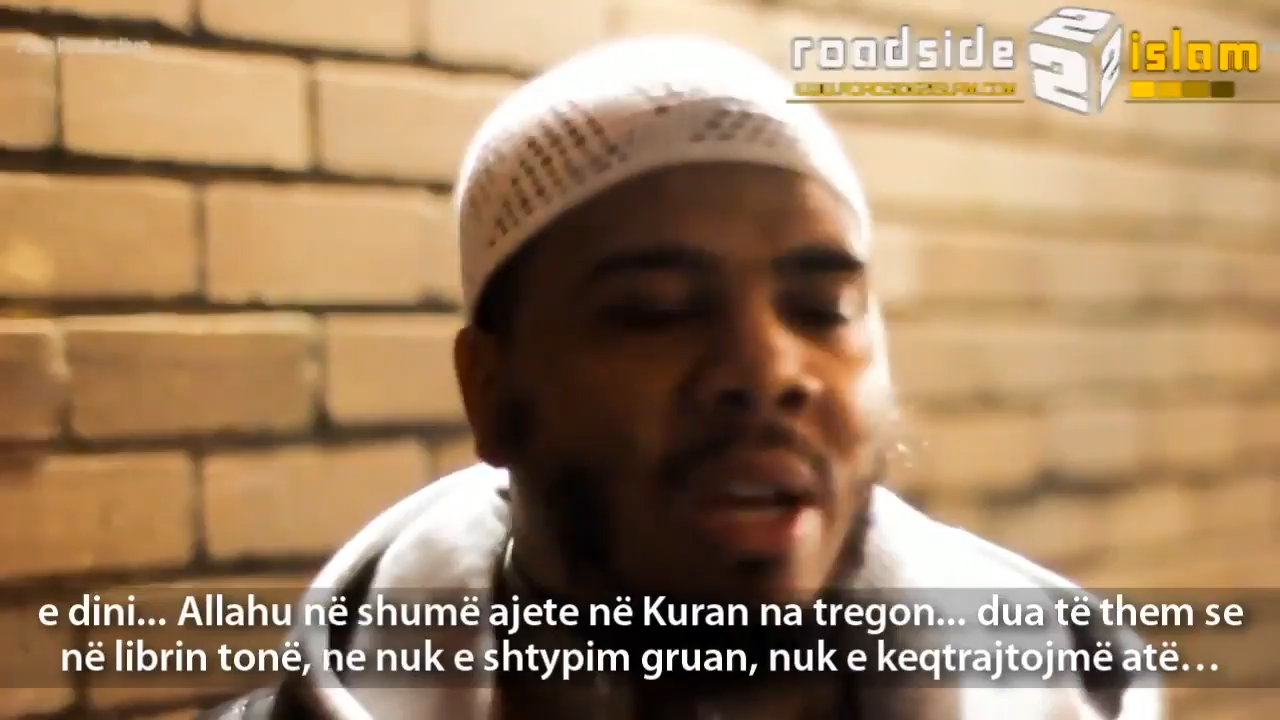 roadside 2 islam
e dini... Allahu në shumë ajete në Kuran na tregon... dua të them se
në librin tonë, ne nuk e shtypim gruan, nuk e keqtrajtojmë atë...